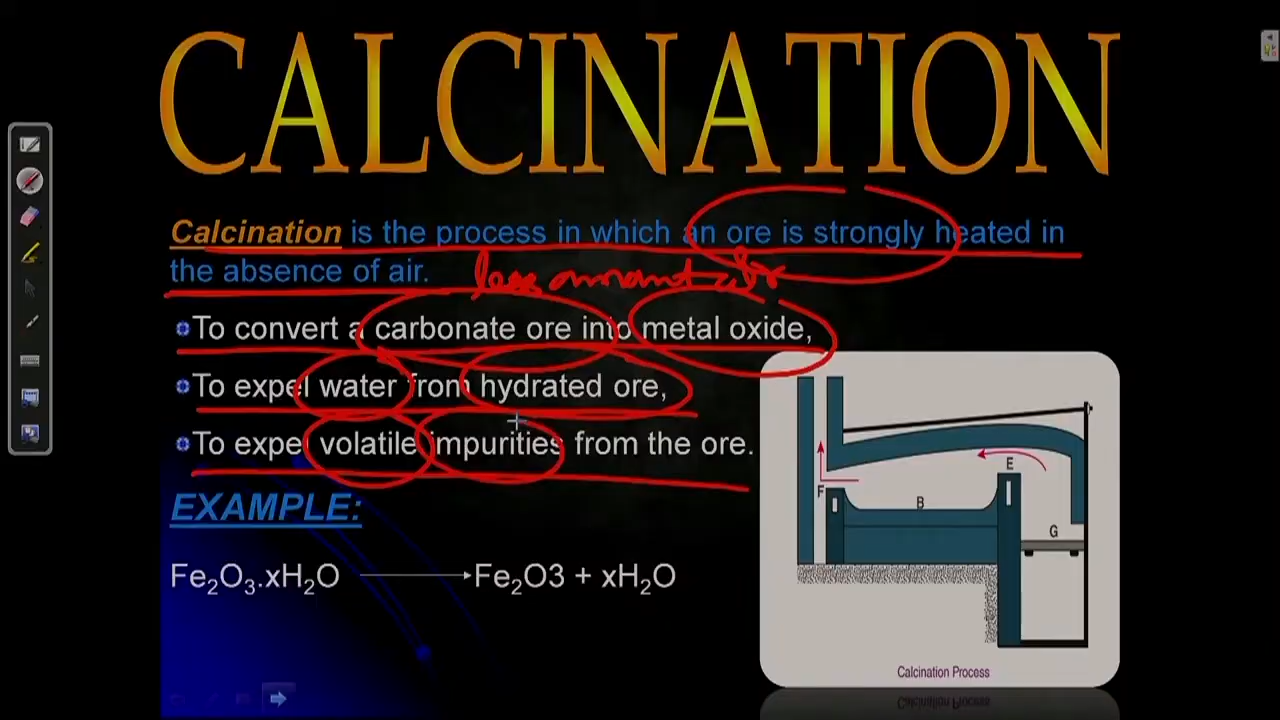 CALCINATION
Calcination is the process in which an ore is strongly heated in
the absence of air.
less amount air
To convert a carbonate ore into metal oxide,
To expel water from hydrated ore,
To expel volatile impurities from the ore.
EXAMPLE:
Fe₂O₃.xH₂O → Fe₂O3 + xH₂O
E
F
B
G
Calcination Process